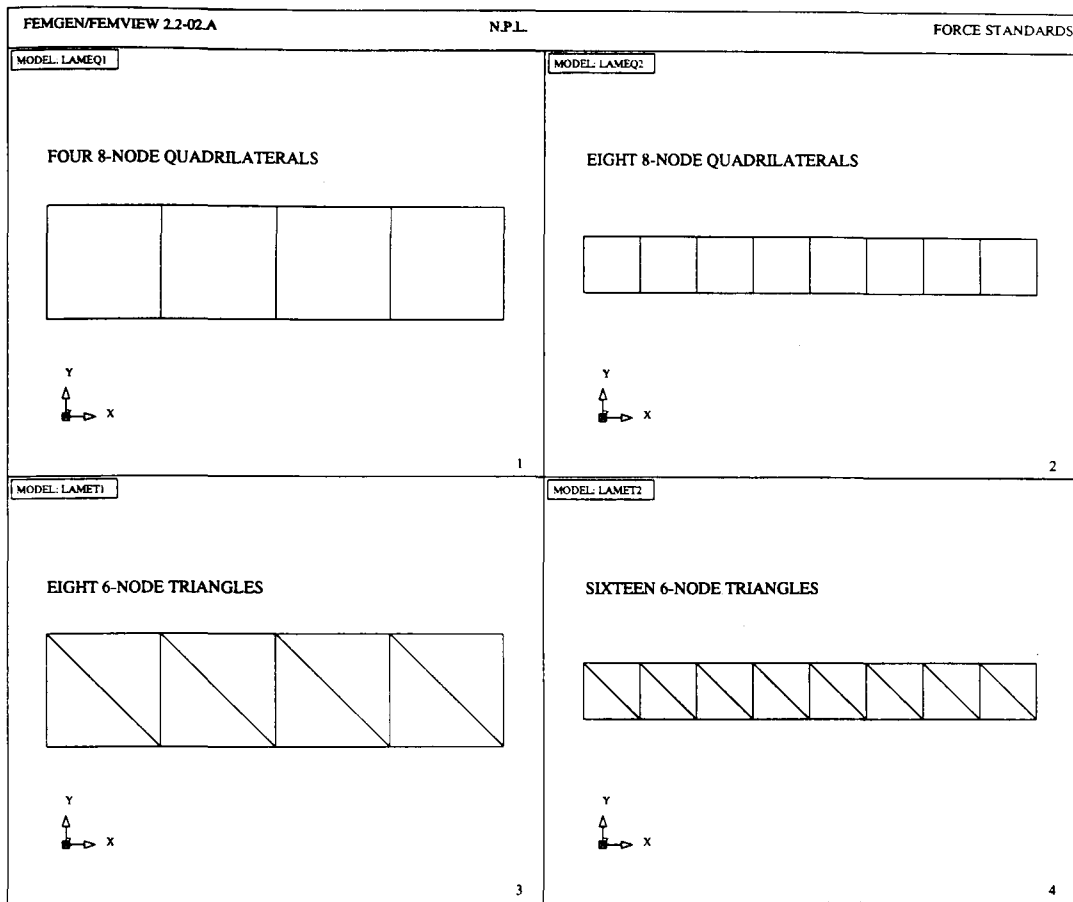 FEMGEN/FEMVIEW 2.2-02.A N.P.L. FORCE STANDARDS
MODEL: LAMEQ1
FOUR 8-NODE QUADRILATERALS
Y
X
1
MODEL: LAMEQ2
EIGHT 8-NODE QUADRILATERALS
Y
X
2
MODEL: LAMET1
EIGHT 6-NODE TRIANGLES
Y
X
3
MODEL: LAMET2
SIXTEEN 6-NODE TRIANGLES
Y
X
4